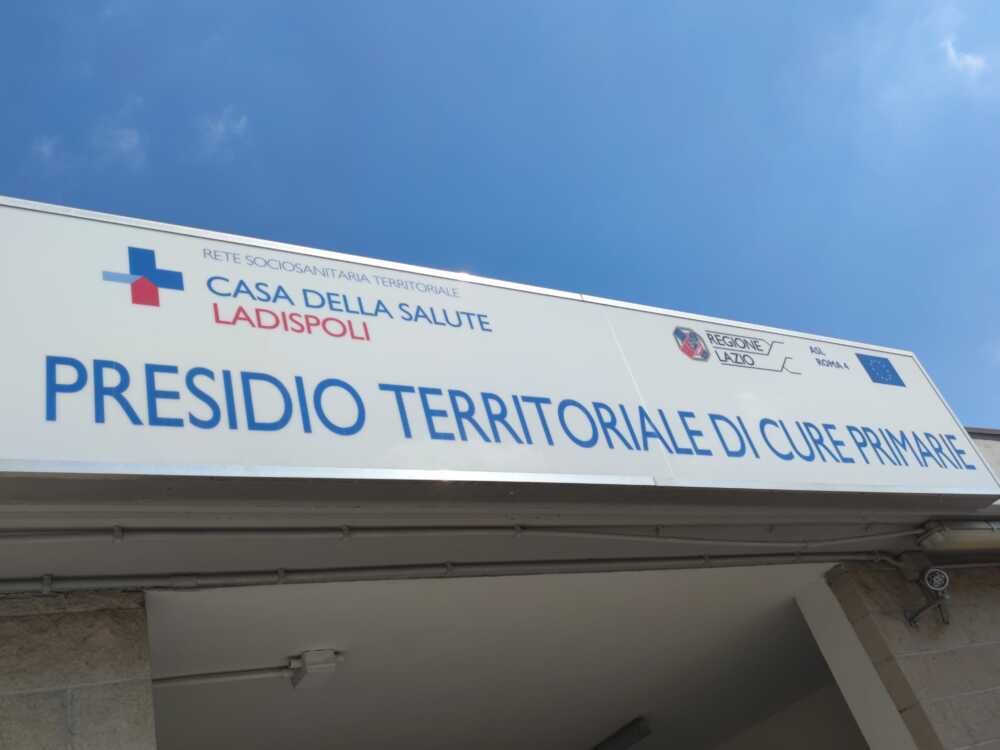 RETE SOCIOSANITARIA TERRITORIALE
CASA DELLA SALUTE
LADISPOLI
REGIONE
LAZIO
ASL
ROMA 4
PRESIDIO TERRITORIALE DI CURE PRIMARIE